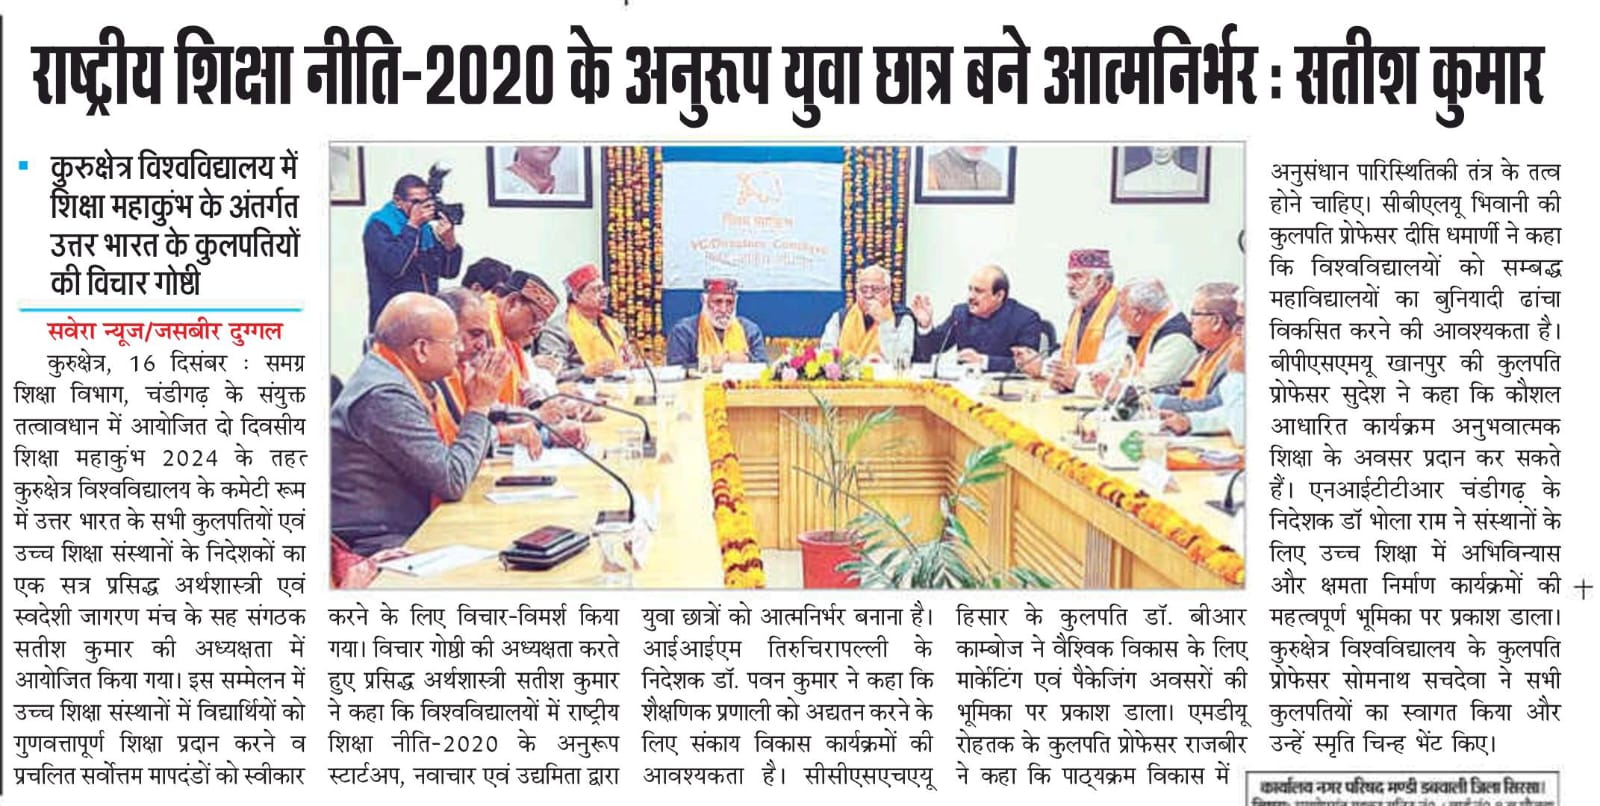 राष्ट्रीय शिक्षा नीति-2020 के अनुरूप युवा छात्र बने आत्मनिर्भर : सतीश कुमार
▪ कुरुक्षेत्र विश्वविद्यालय में
शिक्षा महाकुंभ के अंतर्गत
उत्तर भारत के कुलपतियों
की विचार गोष्ठी
सवेरा न्यूज/जसबीर दुग्गल
कुरुक्षेत्र, 16 दिसंबर : समग्र
शिक्षा विभाग, चंडीगढ़ के संयुक्त
तत्वावधान में आयोजित दो दिवसीय
शिक्षा महाकुंभ 2024 के तहत
कुरुक्षेत्र विश्वविद्यालय के कमेटी रूम
में उत्तर भारत के सभी कुलपतियों एवं
उच्च शिक्षा संस्थानों के निदेशकों का
एक सत्र प्रसिद्ध अर्थशास्त्री एवं
स्वदेशी जागरण मंच के सह संगठक
सतीश कुमार की अध्यक्षता में
आयोजित किया गया। इस सम्मेलन में
उच्च शिक्षा संस्थानों में विद्यार्थियों को
गुणवत्तापूर्ण शिक्षा प्रदान करने व
प्रचलित सर्वोत्तम मापदंडों को स्वीकार
VC/Directors Conclave
करने के लिए विचार-विमर्श किया
गया। विचार गोष्ठी की अध्यक्षता करते
हुए प्रसिद्ध अर्थशास्त्री सतीश कुमार
ने कहा कि विश्वविद्यालयों में राष्ट्रीय
शिक्षा नीति-2020 के अनुरूप
स्टार्टअप, नवाचार एवं उद्यमिता द्वारा
युवा छात्रों को आत्मनिर्भर बनाना है।
आईआईएम तिरुचिरापल्ली के
निदेशक डॉ. पवन कुमार ने कहा कि
शैक्षणिक प्रणाली को अद्यतन करने के
लिए संकाय विकास कार्यक्रमों की
आवश्यकता है। सीसीएसएचएयू
हिसार के कुलपति डॉ. बीआर
काम्बोज ने वैश्विक विकास के लिए
मार्केटिंग एवं पैकेजिंग अवसरों की
भूमिका पर प्रकाश डाला। एमडीयू
रोहतक के कुलपति प्रोफेसर राजबीर
ने कहा कि पाठ्यक्रम विकास में
अनुसंधान पारिस्थितिकी तंत्र के तत्व
होने चाहिए। सीबीएलयू भिवानी की
कुलपति प्रोफेसर दीप्ति धमार्णी ने कहा
कि विश्वविद्यालयों को सम्बद्ध
महाविद्यालयों का बुनियादी ढांचा
विकसित करने की आवश्यकता है।
बीपीएसएमयू खानपुर की कुलपति
प्रोफेसर सुदेश ने कहा कि कौशल
आधारित कार्यक्रम अनुभवात्मक
शिक्षा के अवसर प्रदान कर सकते
हैं। एनआईटीटीआर चंडीगढ़ के
निदेशक डॉ भोला राम ने संस्थानों के
लिए उच्च शिक्षा में अभिविन्यास
और क्षमता निर्माण कार्यक्रमों की
महत्वपूर्ण भूमिका पर प्रकाश डाला।
कुरुक्षेत्र विश्वविद्यालय के कुलपति
प्रोफेसर सोमनाथ सचदेवा ने सभी
कुलपतियों का स्वागत किया और
उन्हें स्मृति चिन्ह भेंट किए।
कार्यालय नगर परिषद मण्डी डबवाली जिला सिरसा।